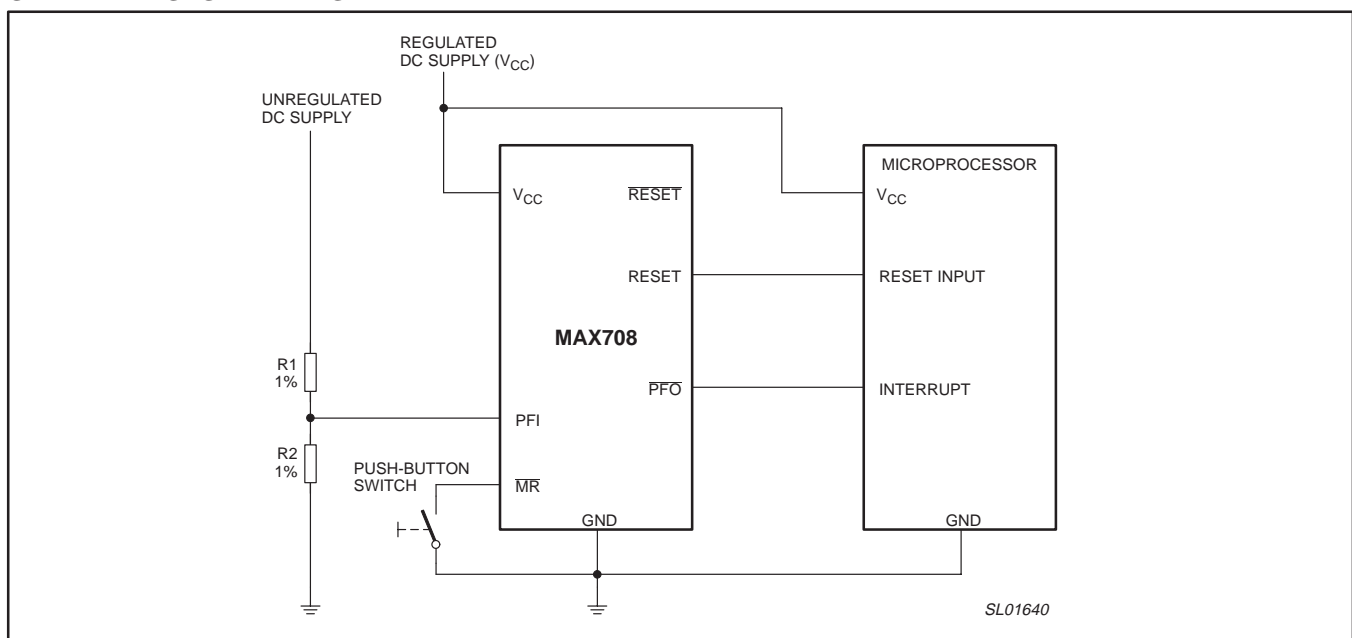 REGULATED
DC SUPPLY (VCC)
UNREGULATED
DC SUPPLY
MICROPROCESSOR
VCC
RESET
VCC
RESET
RESET INPUT
MAX708
R1
1%
PFO
INTERRUPT
PFI
R2
1%
PUSH-BUTTON
SWITCH
MR
GND
GND
SL01640